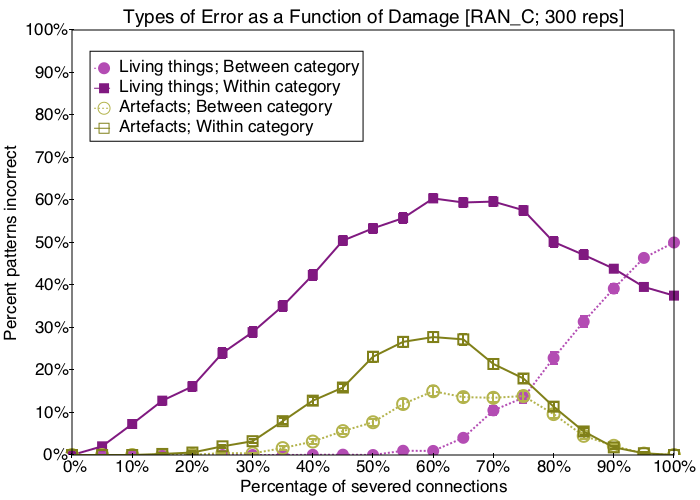 Types of Error as a Function of Damage [RAN_C; 300 reps]
100%
90%
80%
70%
60%
50%
40%
30%
20%
10%
0%
Percent patterns incorrect
Living things; Between category
Living things; Within category
Artefacts; Between category
Artefacts; Within category
0% 10% 20% 30% 40% 50% 60% 70% 80% 90% 100%
Percentage of severed connections